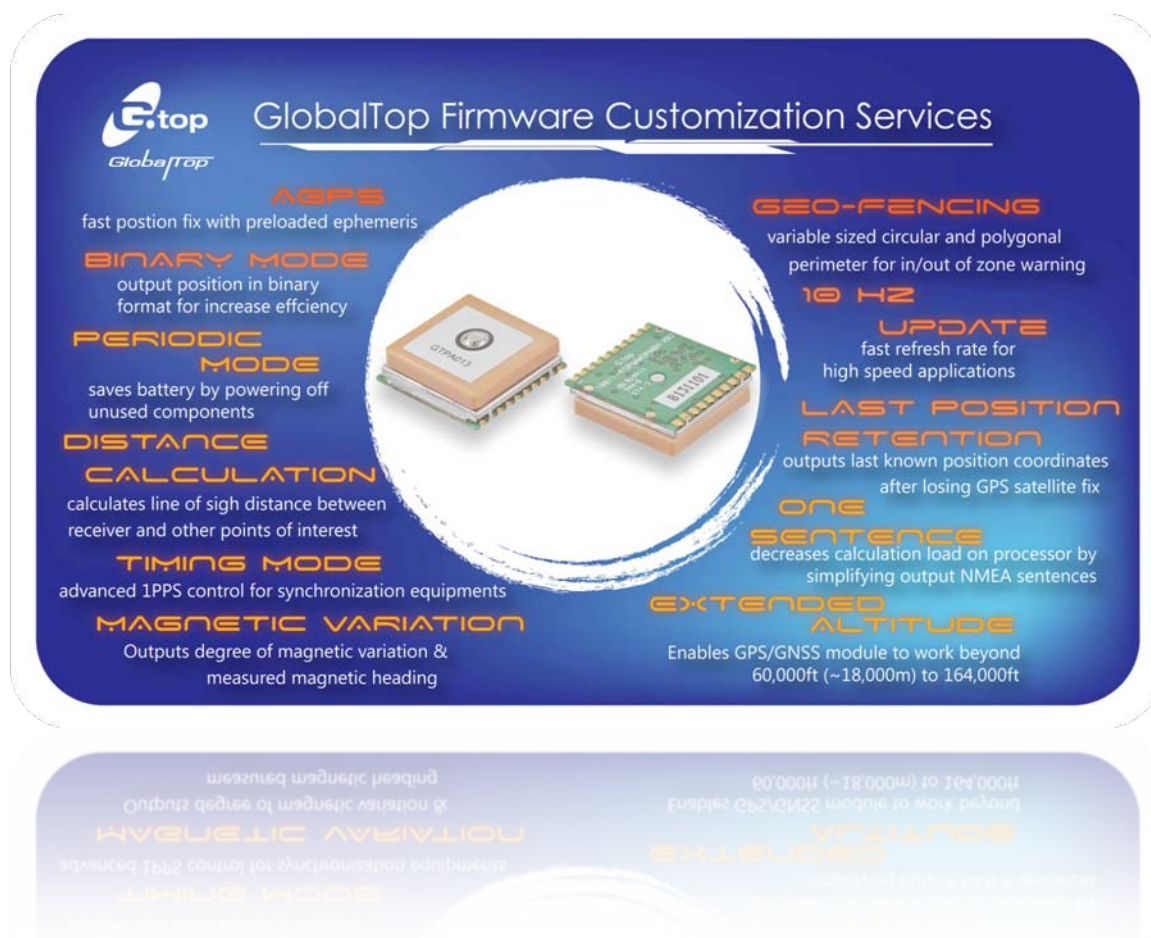 G.top
GlobalTop
GlobalTop Firmware Customization Services
AGPS
fast postion fix with preloaded ephemeris
BINARY MODE
output position in binary
format for increase effciency
PERIODIC
MODE
saves battery by powering off
unused components
DISTANCE
CALCULATION
calculates line of sigh distance between
receiver and other points of interest
TIMING MODE
advanced 1PPS control for synchronization equipments
MAGNETIC VARIATION
Outputs degree of magnetic variation &
measured magnetic heading
GTPA013
B131101
GEO-FENCING
variable sized circular and polygonal
perimeter for in/out of zone warning
10 HZ
UPDATE
fast refresh rate for
high speed applications
LAST POSITION
RETENTION
outputs last known position coordinates
after losing GPS satellite fix
ONE
SENTENCE
decreases calculation load on processor by
simplifying output NMEA sentences
EXTENDED
ALTITUDE
Enables GPS/GNSS module to work beyond
60,000ft (~18,000m) to 164,000ft